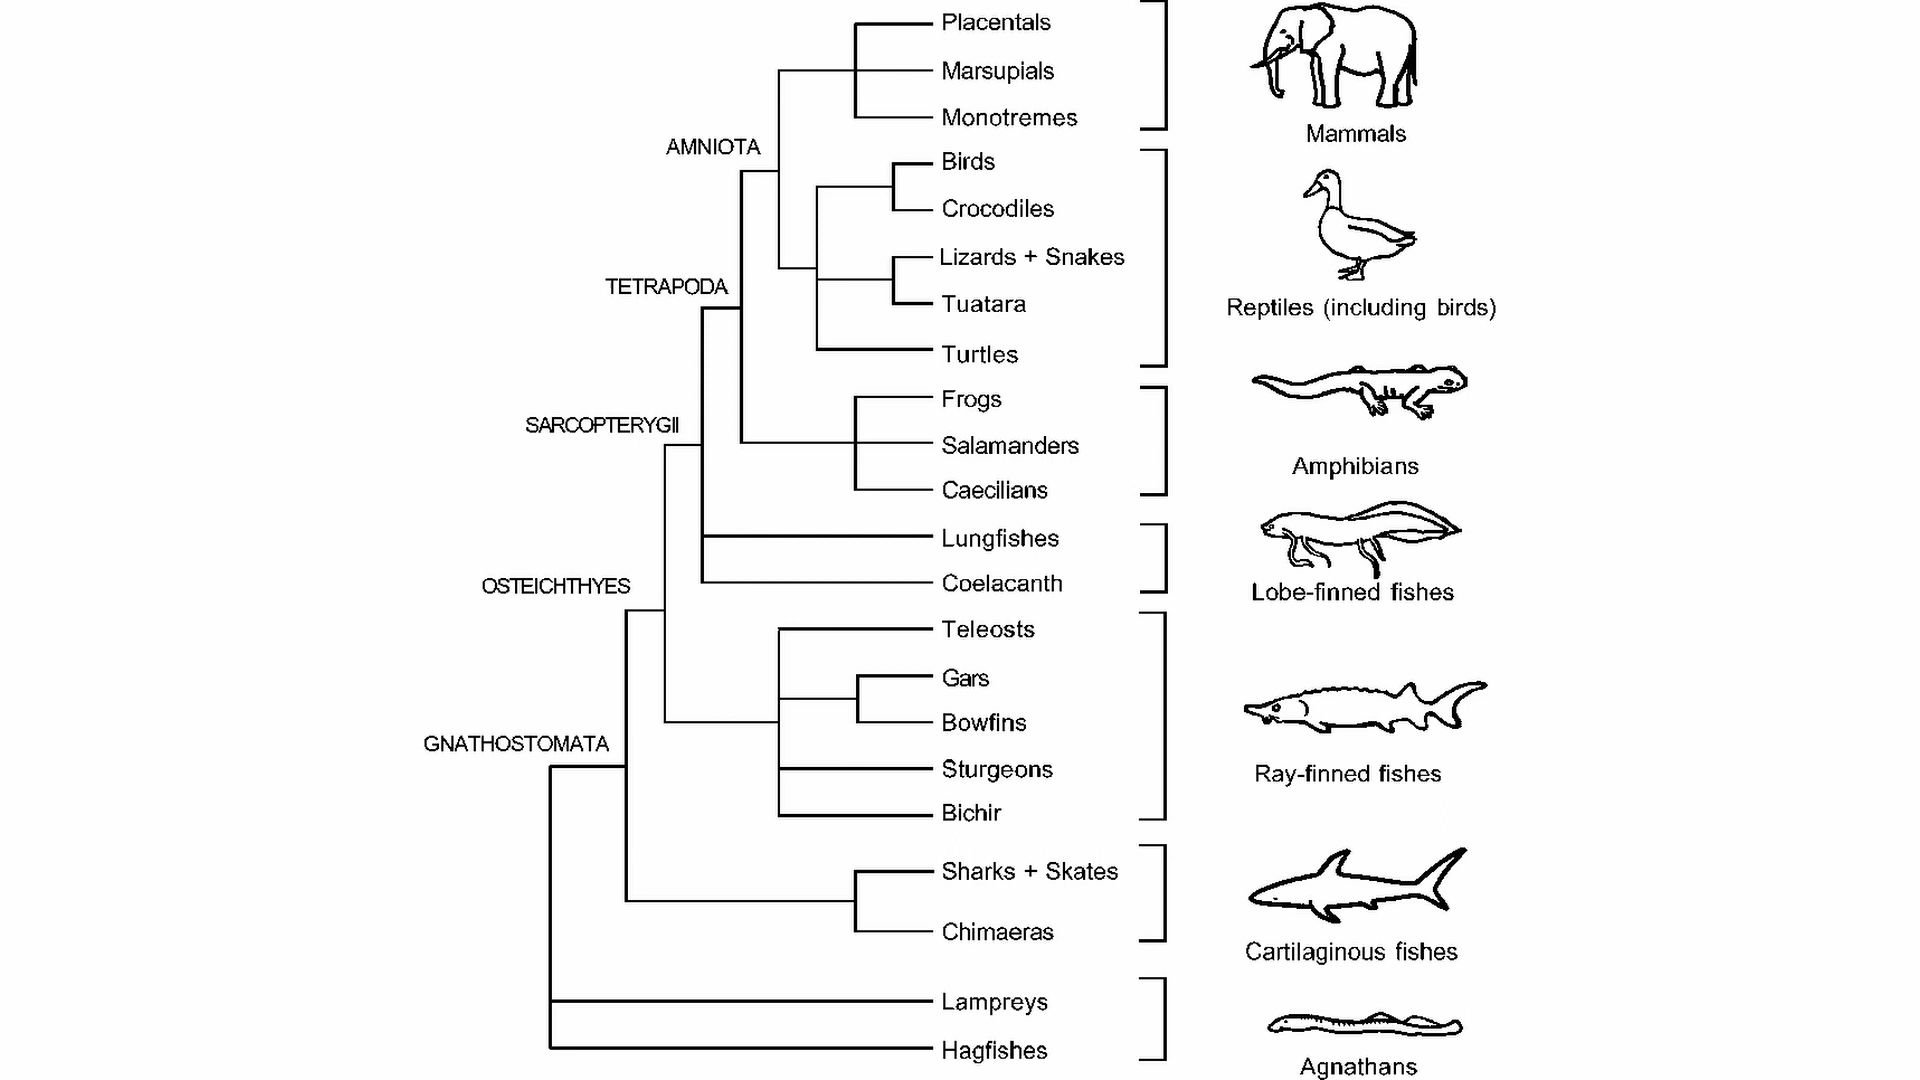 Placentals
Marsupials
Monotremes
Mammals
AMNIOTA
Birds
Crocodiles
Lizards + Snakes
Tuatara
Turtles
Reptiles (including birds)
TETRAPODA
Frogs
Salamanders
Caecilians
Amphibians
SARCOPTERYGII
Lungfishes
Coelacanth
Lobe-finned fishes
OSTEICHTHYES
Teleosts
Gars
Bowfins
Sturgeons
Bichir
Ray-finned fishes
GNATHOSTOMATA
Sharks + Skates
Chimaeras
Cartilaginous fishes
Lampreys
Hagfishes
Agnathans